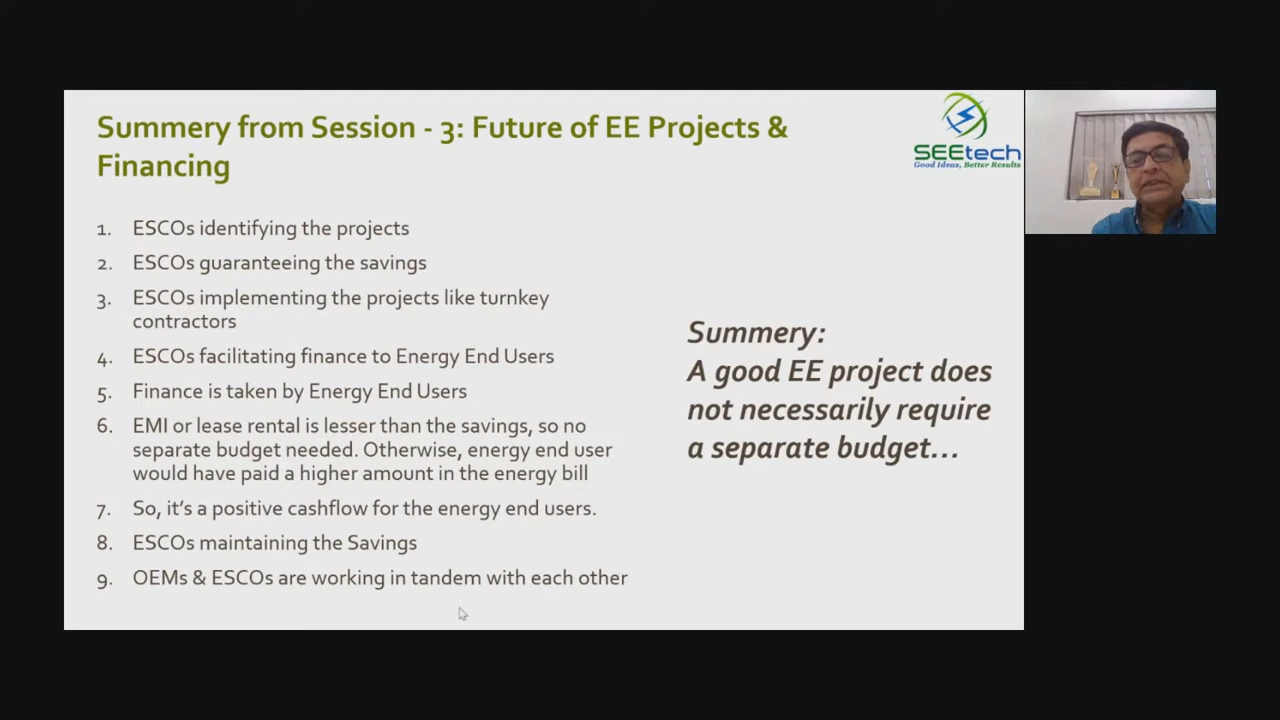 Summery from Session - 3: Future of EE Projects &
Financing
SEEtech
Good Ideas, Better Results
1. ESCOs identifying the projects
2. ESCOs guaranteeing the savings
3. ESCOs implementing the projects like turnkey
contractors
4. ESCOs facilitating finance to Energy End Users
5. Finance is taken by Energy End Users
6. EMI or lease rental is lesser than the savings, so no
separate budget needed. Otherwise, energy end user
would have paid a higher amount in the energy bill
7. So, it's a positive cashflow for the energy end users.
8. ESCOs maintaining the Savings
9. OEMs & ESCOs are working in tandem with each other
Summery:
A good EE project does
not necessarily require
a separate budget...